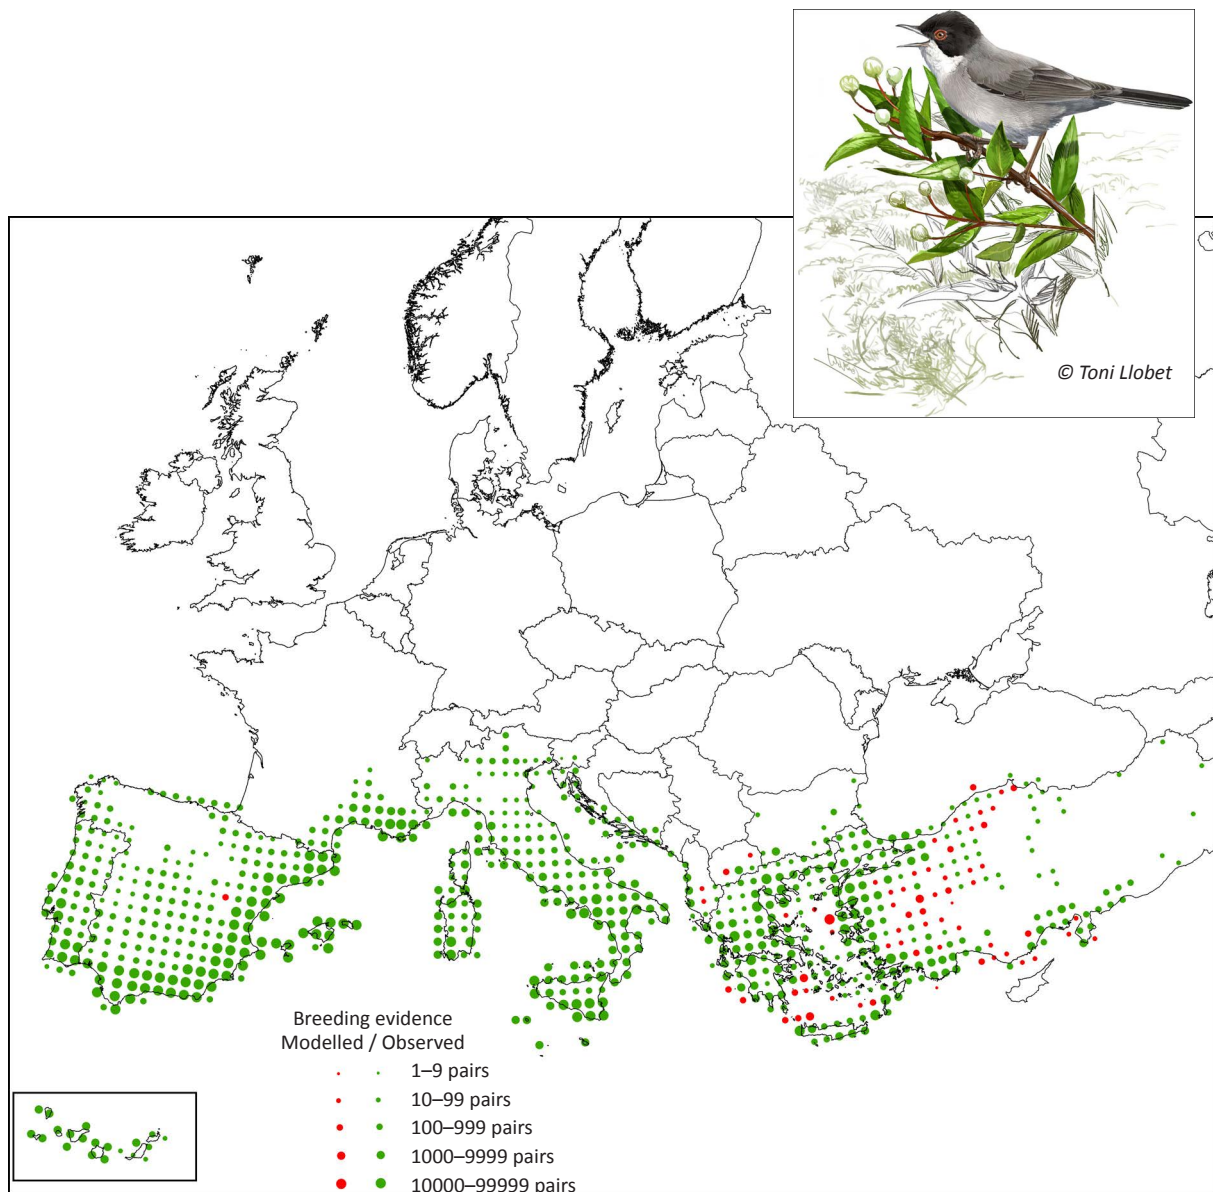 © Toni Llobet
Breeding evidence
Modelled / Observed
1–9 pairs
10–99 pairs
100–999 pairs
1000–9999 pairs
10000–99999 pairs